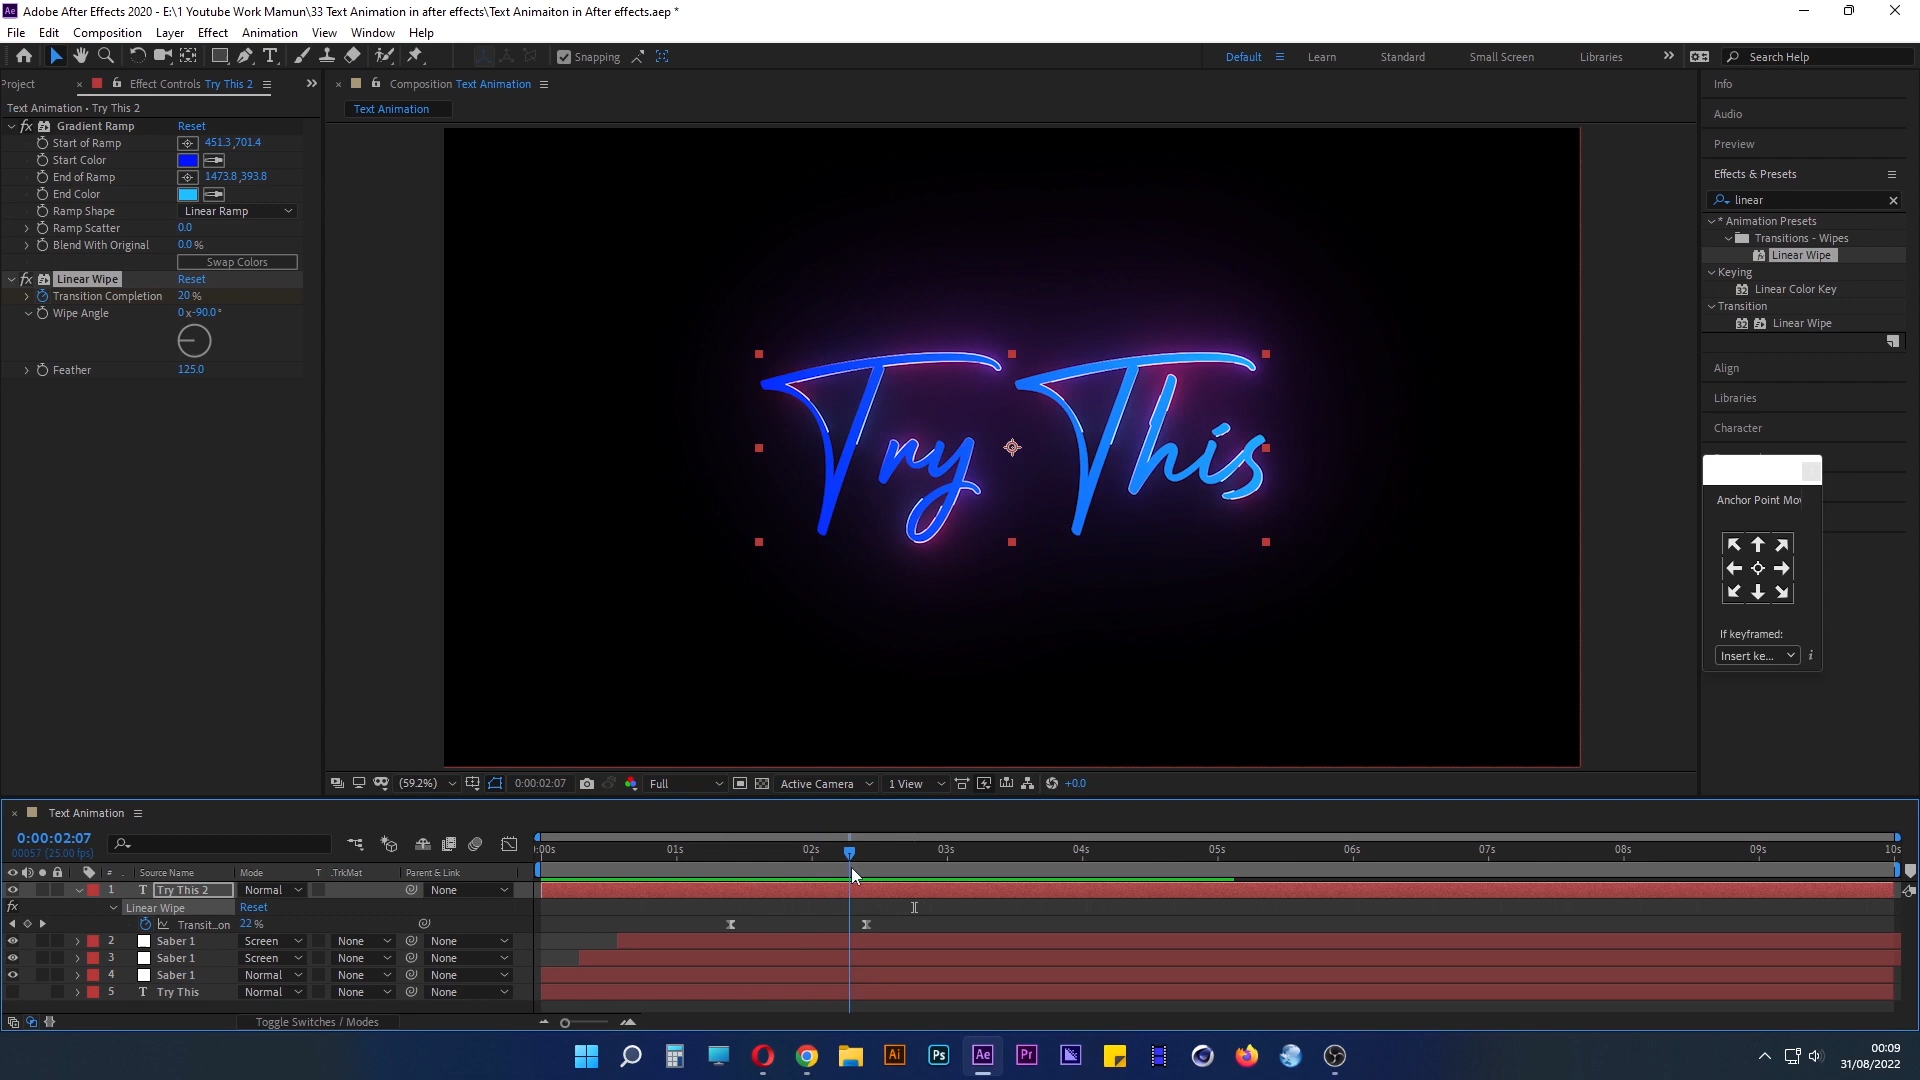 Adobe After Effects 2020 - E:\1 Youtube Work Mamun\33 Text Animation in after effects\Text Animaiton in After effects.aep *
File Edit Composition Layer Effect Animation View Window Help
Snapping Default Learn Standard Small Screen Libraries Search Help
Project Effect Controls Try This 2 Composition Text Animation
Text Animation • Try This 2
Text Animation
Gradient Ramp Reset
Start of Ramp 451.3,701.4
Start Color
End of Ramp 1473.8,393.8
End Color
Ramp Shape Linear Ramp
Ramp Scatter 0.0
Blend With Original 0.0 %
Swap Colors
Linear Wipe Reset
Transition Completion 20 %
Wipe Angle 0x-90.0°
Feather 125.0
Try This
Info
Audio
Preview
Effects & Presets
linear
* Animation Presets
Transitions - Wipes
Linear Wipe
Keying
32 Linear Color Key
Transition
32 Linear Wipe
Align
Libraries
Character
Anchor Point Mov
If keyframed:
Insert ke...
(59.2%) 0:00:02:07 Full Active Camera 1 View +0.0
Text Animation
0:00:02:07
00057 (25.00 fps)
:00s 01s 02s 03s 04s 05s 06s 07s 08s 09s 10s
# Source Name Mode T .TrkMat Parent & Link
1 T Try This 2 Normal None
Linear Wipe Reset
Transit...on 22 %
2 Saber 1 Screen None None
3 Saber 1 Screen None None
4 Saber 1 Normal None None
5 T Try This Normal None None
Toggle Switches / Modes
Ai Ps Ae Pr
00:09
31/08/2022